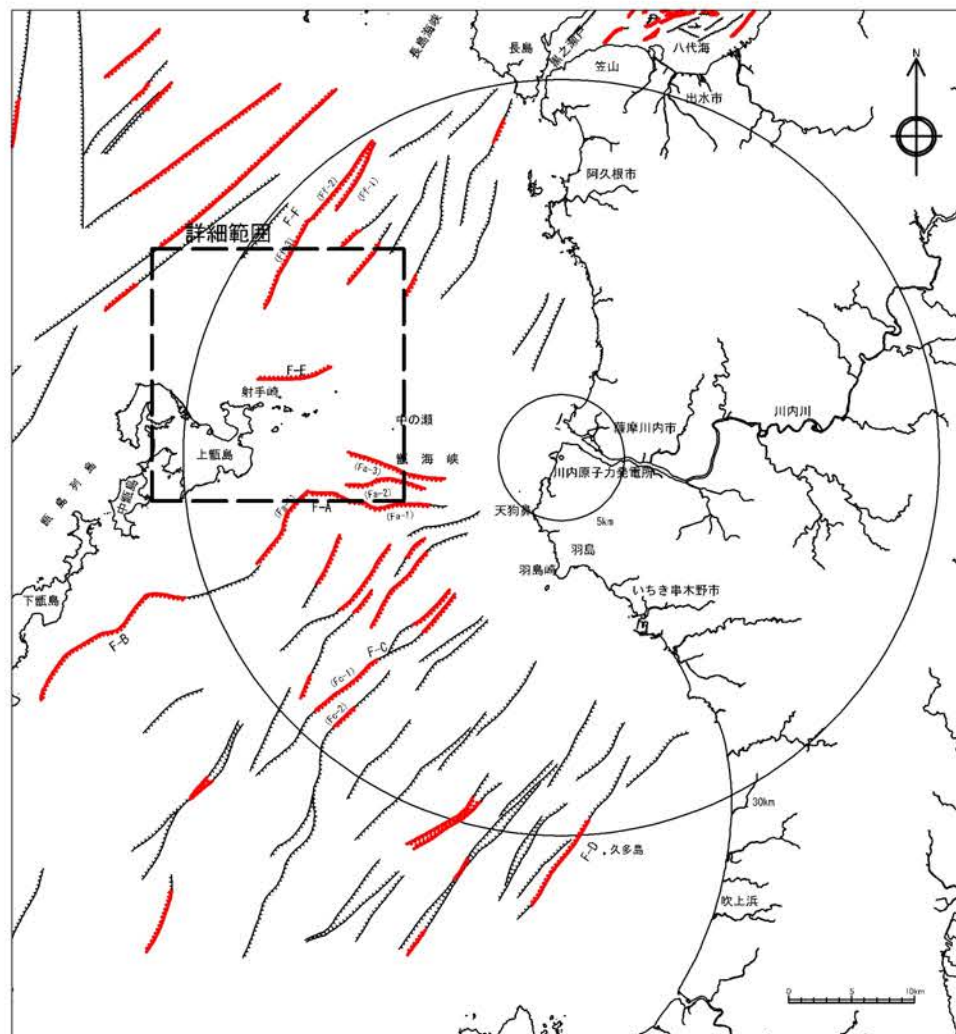 長島海峡
長島
黒之瀬戸
八代海
笠山
出水市
N
阿久根市
(Ff-2)
(Ff-1)
F-F
詳細範囲
F-E
射手崎
中の瀬
上甑島
甑海峡
薩摩川内市
川内川
川内原子力発電所
(Fa-3)
(Fa-2)
F-A
(Fa-1)
中甑島
甑島列島
天狗鼻
5km
羽島
羽島崎
下甑島
いちき串木野市
F-B
F-C
(Fc-1)
(Fc-2)
30km
F-D
久多島
吹上浜
0 5 10km